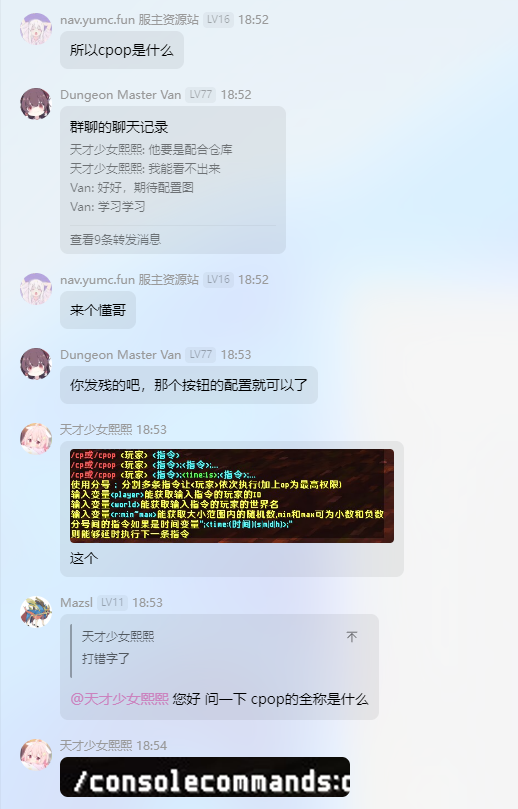 nav.yumc.fun 服主资源站 LV16 18:52
所以cpop是什么
Dungeon Master Van LV77 18:52
群聊的聊天记录
天才少女熙熙: 他要是配合仓库
天才少女熙熙: 我能看不出来
Van: 好好，期待配置图
Van: 学习学习
查看9条转发消息
nav.yumc.fun 服主资源站 LV16 18:52
来个懂哥
Dungeon Master Van LV77 18:53
你发残的吧，那个按钮的配置就可以了
天才少女熙熙 18:53
/cp或/cpop <玩家> <指令>
/cp或/cpop <玩家> <指令>;<指令>;...
/cp或/cpop <玩家> <指令>;<time:1s>;<指令>;...
使用分号 ; 分割多条指令让<玩家>依次执行(加上op为最高权限)
输入变量<player>能获取输入指令的玩家的ID
输入变量<world>能获取输入指令的玩家的世界名
输入变量<r:min~max>能获取大小范围内的随机数,min和max可为小数和负数
分号间的指令如果是时间变量";<time:(时间)(s|m|d|h)>;"
则能够延时执行下一条指令
这个
Mazsl LV11 18:53
天才少女熙熙
打错字了
@天才少女熙熙 您好 问一下 cpop的全称是什么
天才少女熙熙 18:54
/consolecommands:c